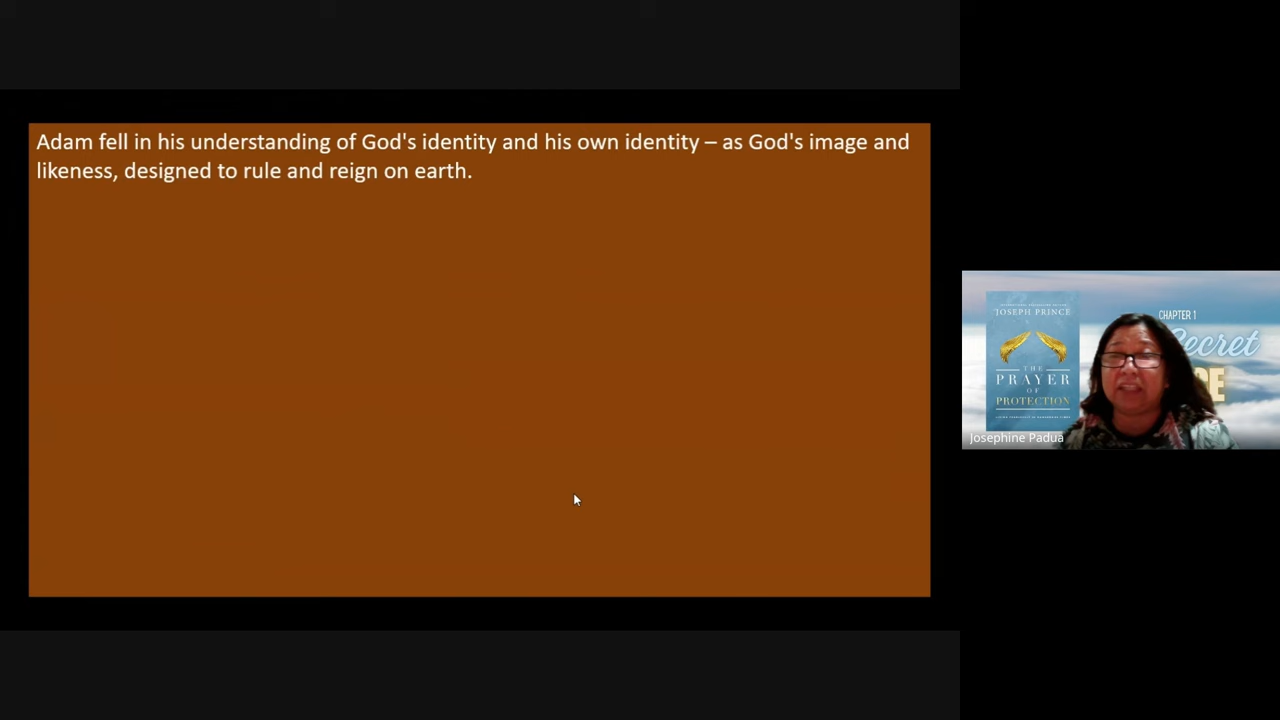 Adam fell in his understanding of God's identity and his own identity – as God's image and
likeness, designed to rule and reign on earth.
JOSEPH PRINCE
THE
PRAYER
OF
PROTECTION
CHAPTER 1
Secret
Josephine Padua